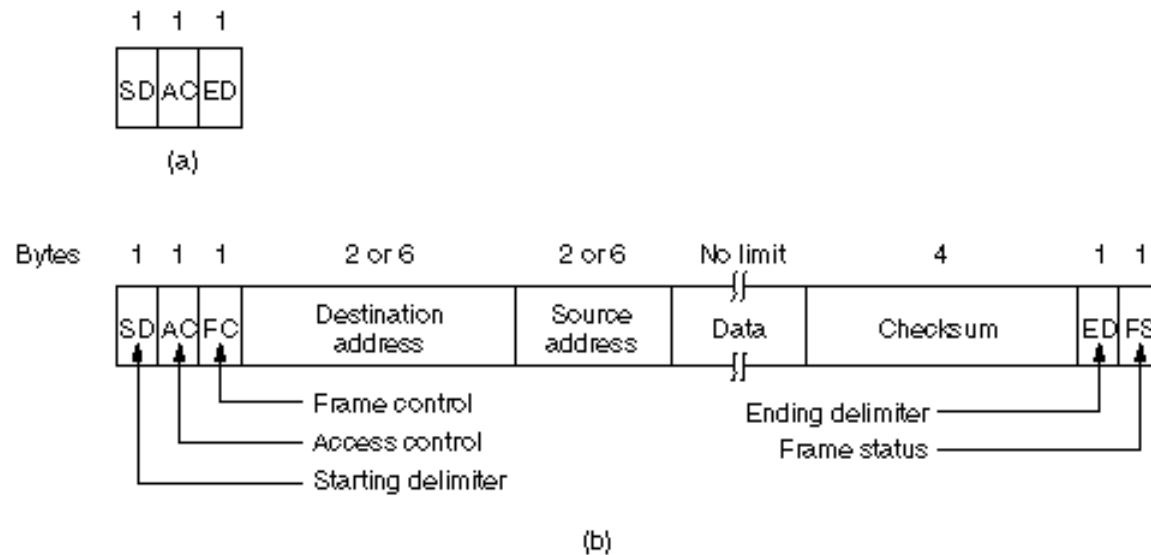 1 1 1
SD AC ED
(a)
Bytes 1 1 1 2 or 6 2 or 6 No limit 4 1 1
SD AC FC Destination address Source address Data Checksum ED FS
Frame control
Access control
Starting delimiter
Ending delimiter
Frame status
(b)